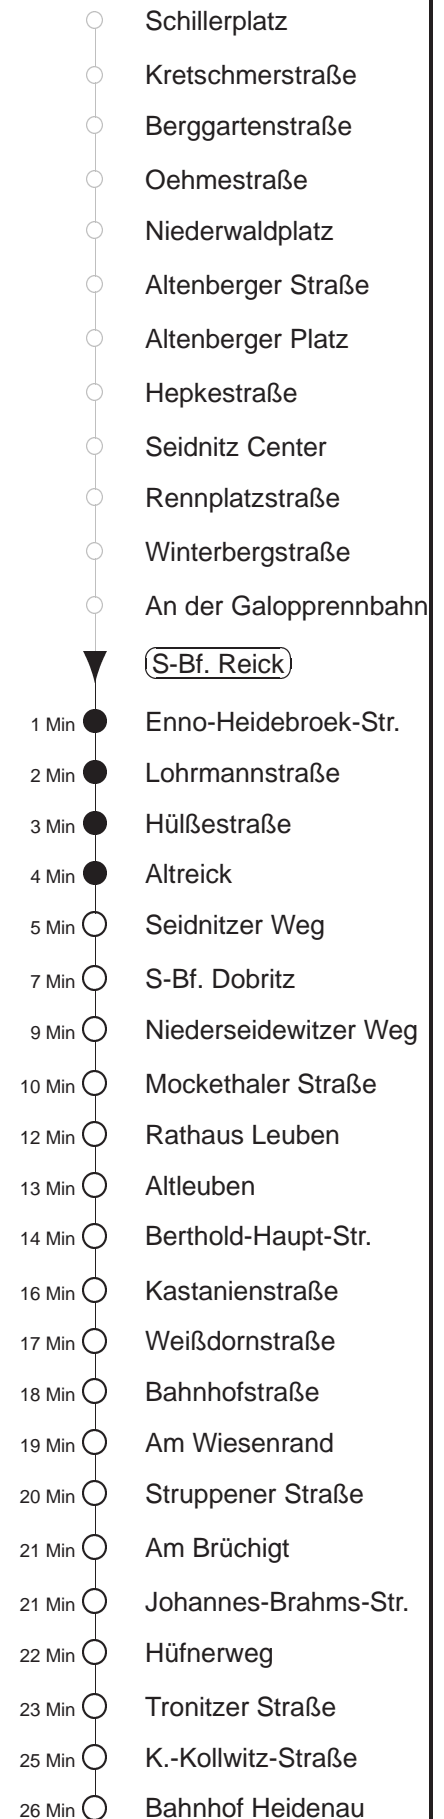 Schillerplatz
Kretschmerstraße
Berggartenstraße
Oehmestraße
Niederwaldplatz
Altenberger Straße
Altenberger Platz
Hepkestraße
Seidnitz Center
Rennplatzstraße
Winterbergstraße
An der Galopprennbahn
S-Bf. Reick
1 Min Enno-Heidebroek-Str.
2 Min Lohrmannstraße
3 Min Hülßestraße
4 Min Altreick
5 Min Seidnitzer Weg
7 Min S-Bf. Dobritz
9 Min Niederseidewitzer Weg
10 Min Mockethaler Straße
12 Min Rathaus Leuben
13 Min Altleuben
14 Min Berthold-Haupt-Str.
16 Min Kastanienstraße
17 Min Weißdornstraße
18 Min Bahnhofstraße
19 Min Am Wiesenrand
20 Min Struppener Straße
21 Min Am Brüchigt
21 Min Johannes-Brahms-Str.
22 Min Hüfnerweg
23 Min Tronitzer Straße
25 Min K.-Kollwitz-Straße
26 Min Bahnhof Heidenau